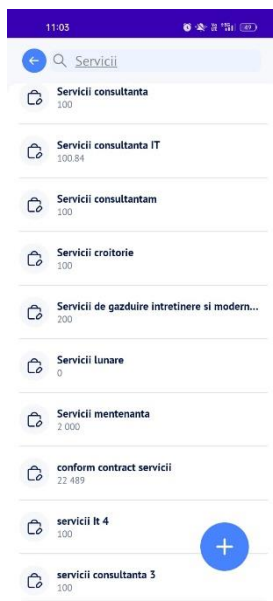 11:03
Servicii
Servicii consultanta
100
Servicii consultanta IT
100.84
Servicii consultantam
100
Servicii croitorie
100
Servicii de gazduire intretinere si modern...
200
Servicii lunare
0
Servicii mentenanta
2 000
conform contract servicii
22 489
servicii It 4
100
servicii consultanta 3
100